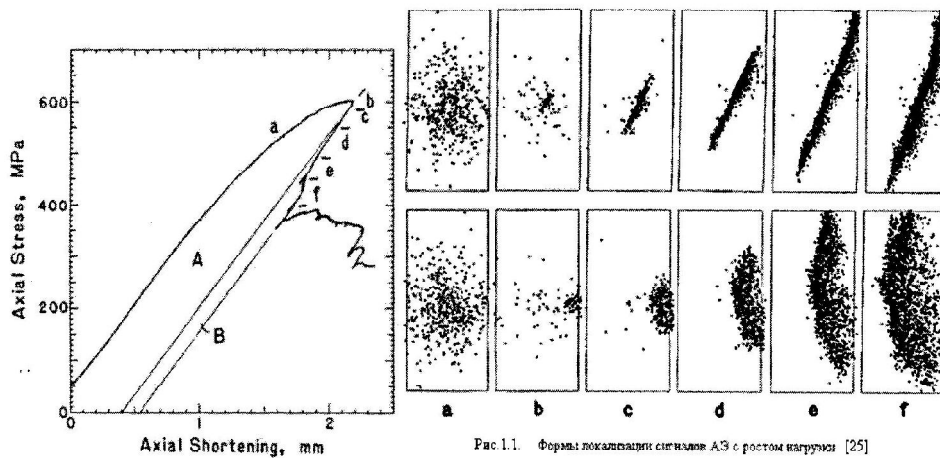 Axial Stress, MPa
600
400
200
0
0
1
2
Axial Shortening, mm
a
b
c
d
e
f
A
B
a b c d e f
Рис.1.1. Формы локализации сигналов АЭ с ростом нагрузки [25]